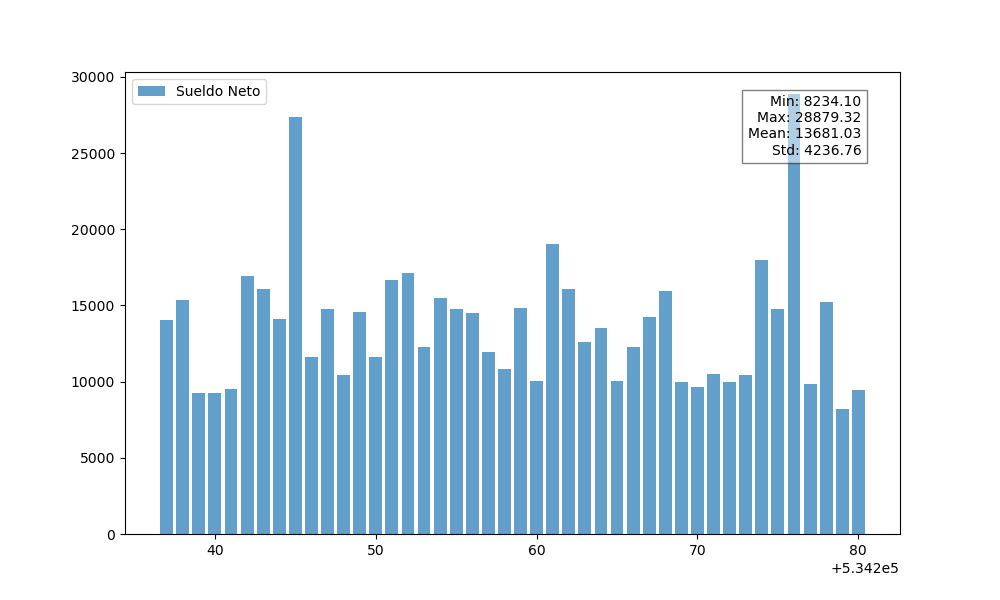 30000
25000
20000
15000
10000
5000
0
Sueldo Neto
Min: 8234.10
Max: 28879.32
Mean: 13681.03
Std: 4236.76
40 50 60 70 80
+5.342e5